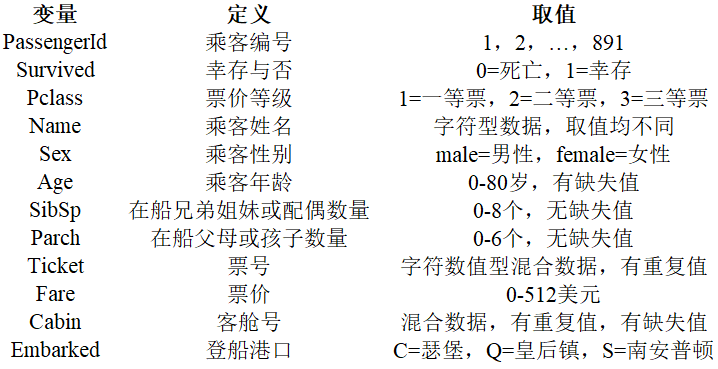 变量 定义 取值
PassengerId 乘客编号 1，2，…，891
Survived 幸存与否 0=死亡，1=幸存
Pclass 票价等级 1=一等票，2=二等票，3=三等票
Name 乘客姓名 字符型数据，取值均不同
Sex 乘客性别 male=男性，female=女性
Age 乘客年龄 0-80岁，有缺失值
SibSp 在船兄弟姐妹或配偶数量 0-8个，无缺失值
Parch 在船父母或孩子数量 0-6个，无缺失值
Ticket 票号 字符数值型混合数据，有重复值
Fare 票价 0-512美元
Cabin 客舱号 混合数据，有重复值，有缺失值
Embarked 登船港口 C=瑟堡，Q=皇后镇，S=南安普顿